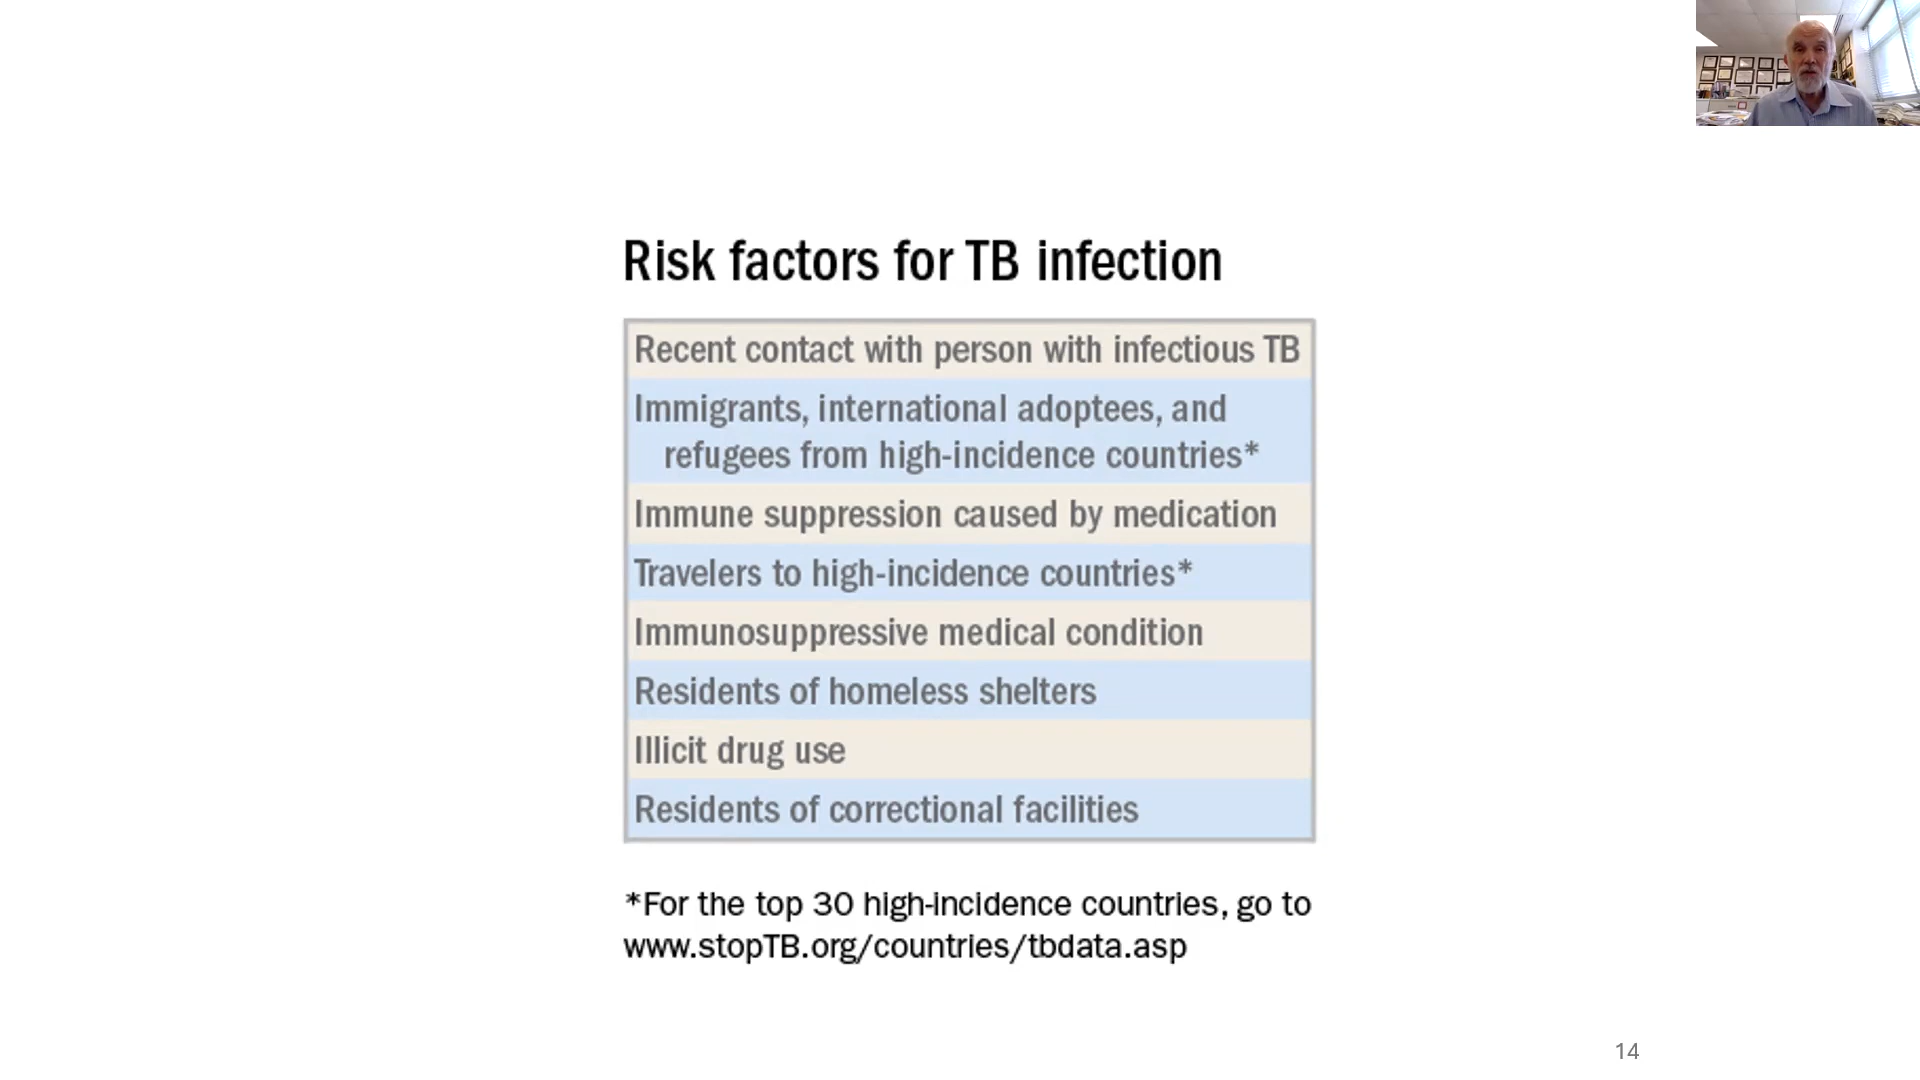 Risk factors for TB infection
Recent contact with person with infectious TB
Immigrants, international adoptees, and
refugees from high-incidence countries*
Immune suppression caused by medication
Travelers to high-incidence countries*
Immunosuppressive medical condition
Residents of homeless shelters
Illicit drug use
Residents of correctional facilities
*For the top 30 high-incidence countries, go to
www.stopTB.org/countries/tbdata.asp
14